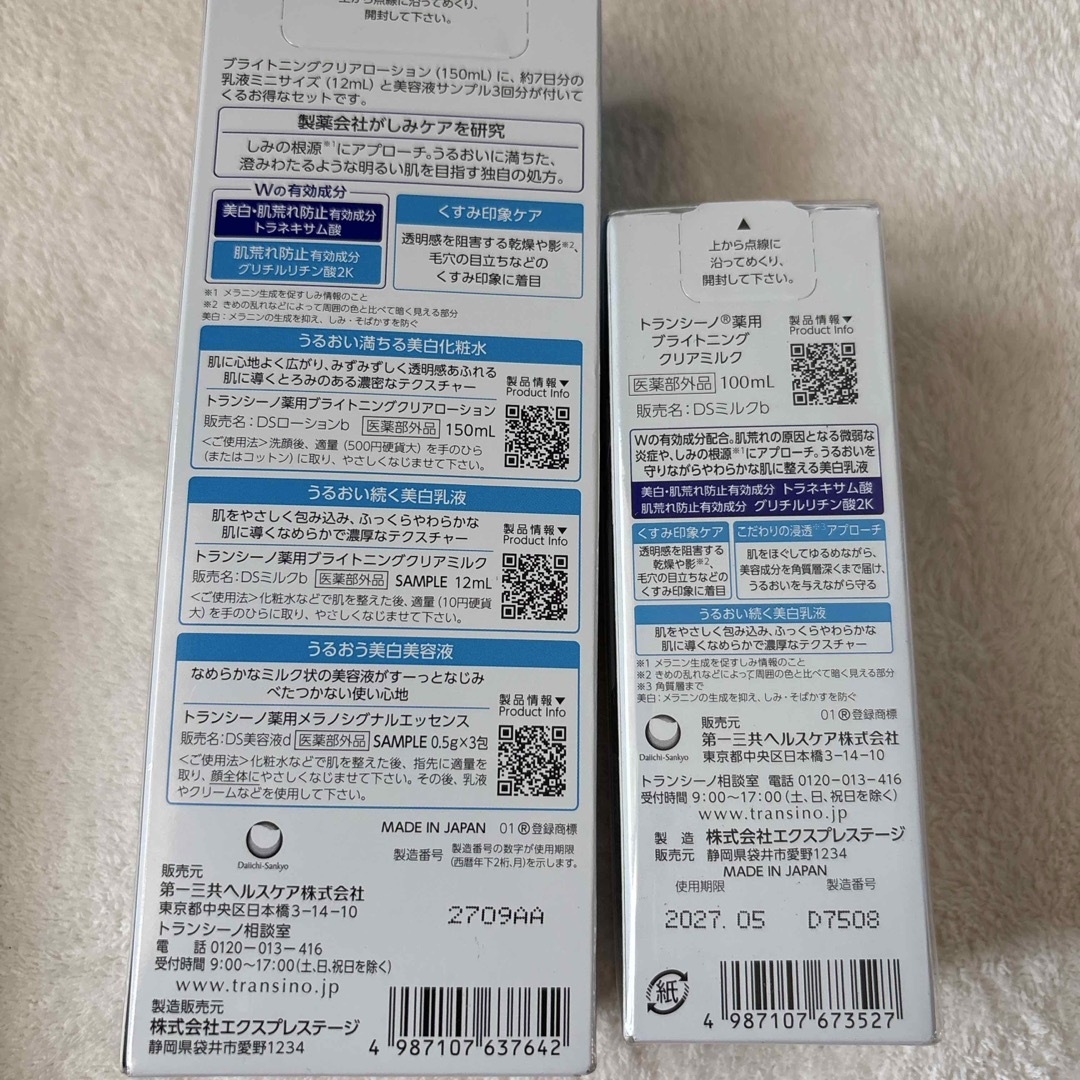 上から点線に沿ってめくり、
開封して下さい。
ブライトニングクリアローション（150mL）に、約7日分の
乳液ミニサイズ（12mL）と美容液サンプル3回分が付いて
くるお得なセットです。
製薬会社がしみケアを研究
しみの根源※1にアプローチ。うるおいに満ちた、
澄みわたるような明るい肌を目指す独自の処方。
Wの有効成分
美白・肌荒れ防止有効成分
トラネキサム酸
肌荒れ防止有効成分
グリチルリチン酸2K
くすみ印象ケア
透明感を阻害する乾燥や影※2、
毛穴の目立ちなどの
くすみ印象に着目
※1 メラニン生成を促すしみ情報のこと
※2 きめの乱れなどによって周囲の色と比べて暗く見える部分
美白：メラニンの生成を抑え、しみ・そばかすを防ぐ
うるおい満ちる美白化粧水
肌に心地よく広がり、みずみずしく透明感あふれる
肌に導くとろみのある濃密なテクスチャー
トランシーノ薬用ブライトニングクリアローション
販売名：DSローションb 医薬部外品 150mL
＜ご使用法＞洗顔後、適量（500円硬貨大）を手のひら
（またはコットン）に取り、やさしくなじませて下さい。
製品情報▼
Product Info
うるおい続く美白乳液
肌をやさしく包み込み、ふっくらやわらかな
肌に導くなめらかで濃厚なテクスチャー
トランシーノ薬用ブライトニングクリアミルク
販売名：DSミルクb 医薬部外品 SAMPLE 12mL
＜ご使用法＞化粧水などで肌を整えた後、適量（10円硬貨
大）を手のひらに取り、やさしくなじませて下さい。
製品情報▼
Product Info
うるおう美白美容液
なめらかなミルク状の美容液がすーっとなじみ
べたつかない使い心地
トランシーノ薬用メラノシグナルエッセンス
販売名：DS美容液d 医薬部外品 SAMPLE 0.5g×3包
＜ご使用法＞化粧水などで肌を整えた後、指先に適量を
取り、顔全体にやさしくなじませて下さい。その後、乳液
やクリームなどを使用して下さい。
製品情報▼
Product Info
Daiichi-Sankyo
MADE IN JAPAN 01 ®登録商標
製造番号 製造番号の数字が使用期限
（西暦年下2桁、月）を示します。
2709AA
販売元
第一三共ヘルスケア株式会社
東京都中央区日本橋3-14-10
トランシーノ相談室
電 話 0120-013-416
受付時間 9:00〜17:00（土、日、祝日を除く）
www.transino.jp
製造販売元
株式会社エクスプレステージ
静岡県袋井市愛野1234
4 987107 637642
▲
上から点線に
沿ってめくり、
開封して下さい。
トランシーノ®薬用
ブライトニング
クリアミルク
医薬部外品 100mL
販売名：DSミルクb
製品情報▼
Product Info
Wの有効成分配合。肌荒れの原因となる微弱な
炎症や、しみの根源※1にアプローチ。うるおいを
守りながらやわらかな肌に整える美白乳液
美白・肌荒れ防止有効成分 トラネキサム酸
肌荒れ防止有効成分 グリチルリチン酸2K
くすみ印象ケア
透明感を阻害する
乾燥や影※2、
毛穴の目立ちなどの
くすみ印象に着目
こだわりの浸透※3アプローチ
肌をほぐしてゆるめながら、
美容成分を角質層深くまで届け、
うるおいを与えながら守る
うるおい続く美白乳液
肌をやさしく包み込み、ふっくらやわらかな
肌に導くなめらかで濃厚なテクスチャー
※1 メラニン生成を促すしみ情報のこと
※2 きめの乱れなどによって周囲の色と比べて暗く見える部分
※3 角質層まで
美白：メラニンの生成を抑え、しみ・そばかすを防ぐ
01 ®登録商標
Daiichi-Sankyo
販売元
第一三共ヘルスケア株式会社
東京都中央区日本橋3-14-10
トランシーノ相談室 電話 0120-013-416
受付時間 9:00〜17:00（土、日、祝日を除く）
www.transino.jp
製 造 株式会社エクスプレステージ
販売元 静岡県袋井市愛野1234
MADE IN JAPAN
使用期限 製造番号
2027.05 D7508
紙
4 987107 673527